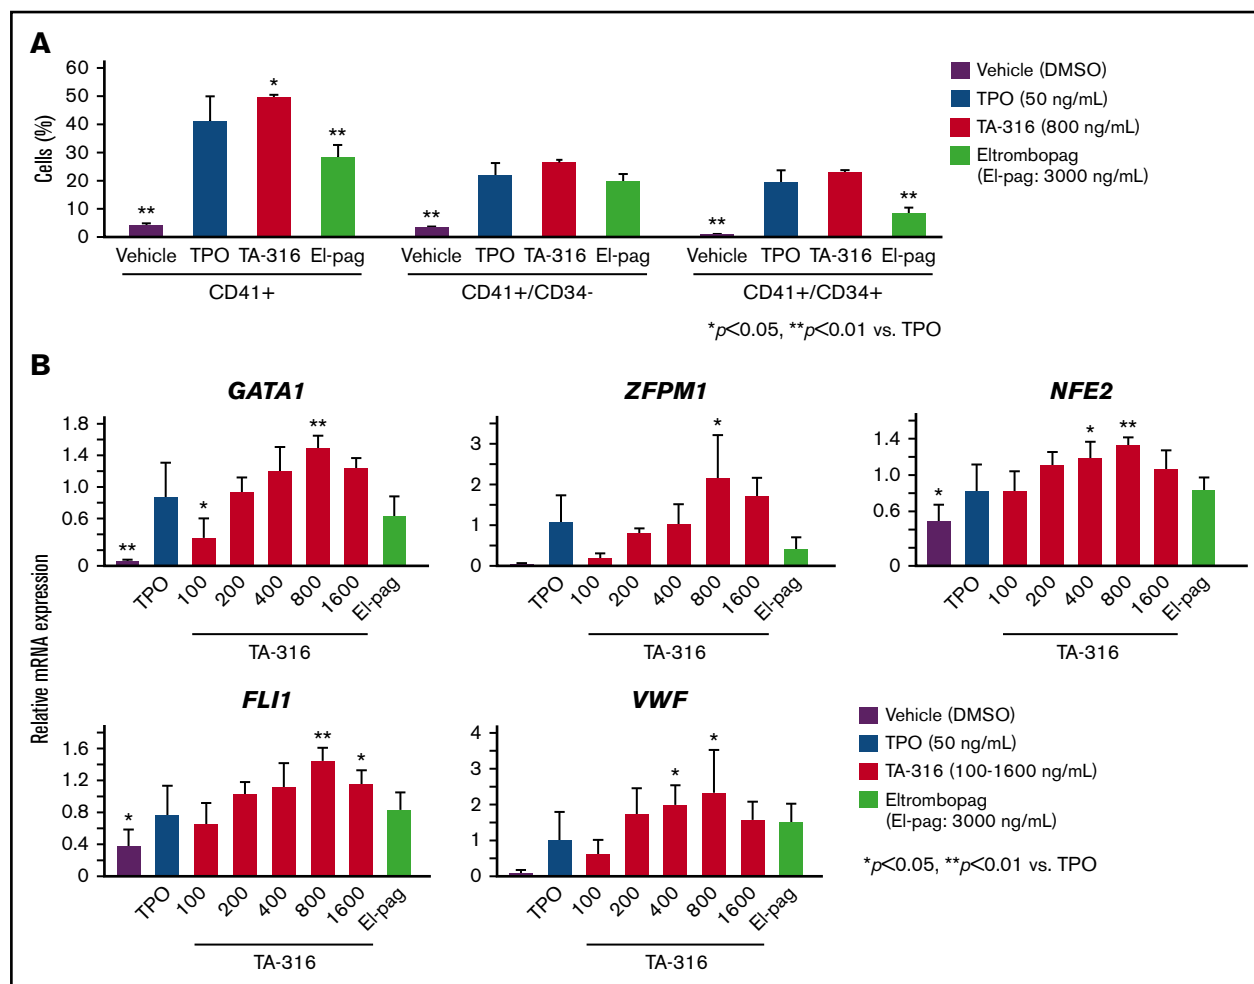 A
60
50
40
30
20
10
0
Cells (%)
*
**
**
**
**
**
Vehicle TPO TA-316 El-pag Vehicle TPO TA-316 El-pag Vehicle TPO TA-316 El-pag
CD41+ CD41+/CD34- CD41+/CD34+
*p<0.05, **p<0.01 vs. TPO
Vehicle (DMSO)
TPO (50 ng/mL)
TA-316 (800 ng/mL)
Eltrombopag
(El-pag: 3000 ng/mL)
B
Relative mRNA expression
GATA1
1.8
1.4
1.0
0.6
0
**
*
**
TPO 100 200 400 800 1600 El-pag
TA-316
ZFPM1
3
2
1
0
*
TPO 100 200 400 800 1600 El-pag
TA-316
NFE2
1.4
1.0
0.6
0
*
*
**
TPO 100 200 400 800 1600 El-pag
TA-316
FLI1
1.6
1.2
0.8
0.4
0
*
**
*
TPO 100 200 400 800 1600 El-pag
TA-316
VWF
4
3
2
1
0
*
*
TPO 100 200 400 800 1600 El-pag
TA-316
Vehicle (DMSO)
TPO (50 ng/mL)
TA-316 (100-1600 ng/mL)
Eltrombopag
(El-pag: 3000 ng/mL)
*p<0.05, **p<0.01 vs. TPO